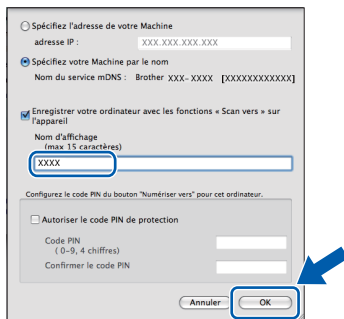 Spécifiez l'adresse de votre Machine
adresse IP : XXX.XXX.XXX.XXX
Spécifiez votre Machine par le nom
Nom du service mDNS : Brother XXX-XXXX [XXXXXXXXXXXX]
Enregistrer votre ordinateur avec les fonctions « Scan vers » sur
l'appareil
Nom d'affichage
(max 15 caractères)
XXXX
Configurez le code PIN du bouton "Numériser vers" pour cet ordinateur.
Autoriser le code PIN de protection
Code PIN
( 0–9, 4 chiffres)
Confirmer le code PIN
Annuler OK